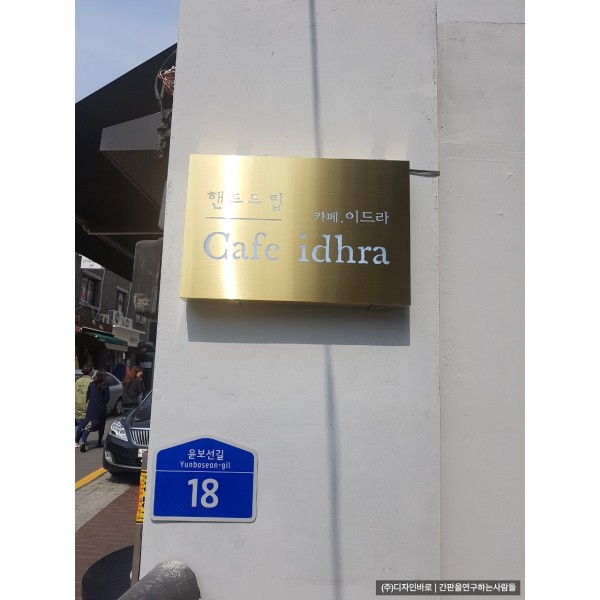 핸드드립
카페.이드라
Cafe idhra
윤보선길
Yunboseon-gil
18
(주)디자인바로 | 간판을연구하는사람들